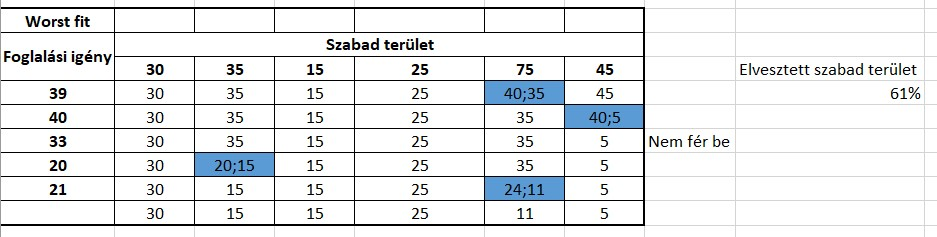 Worst fit
Foglalási igény Szabad terület
30 35 15 25 75 45 Elvesztett szabad terület
39 30 35 15 25 40;35 45 61%
40 30 35 15 25 35 40;5
33 30 35 15 25 35 5 Nem fér be
20 30 20;15 15 25 35 5
21 30 15 15 25 24;11 5
30 15 15 25 11 5